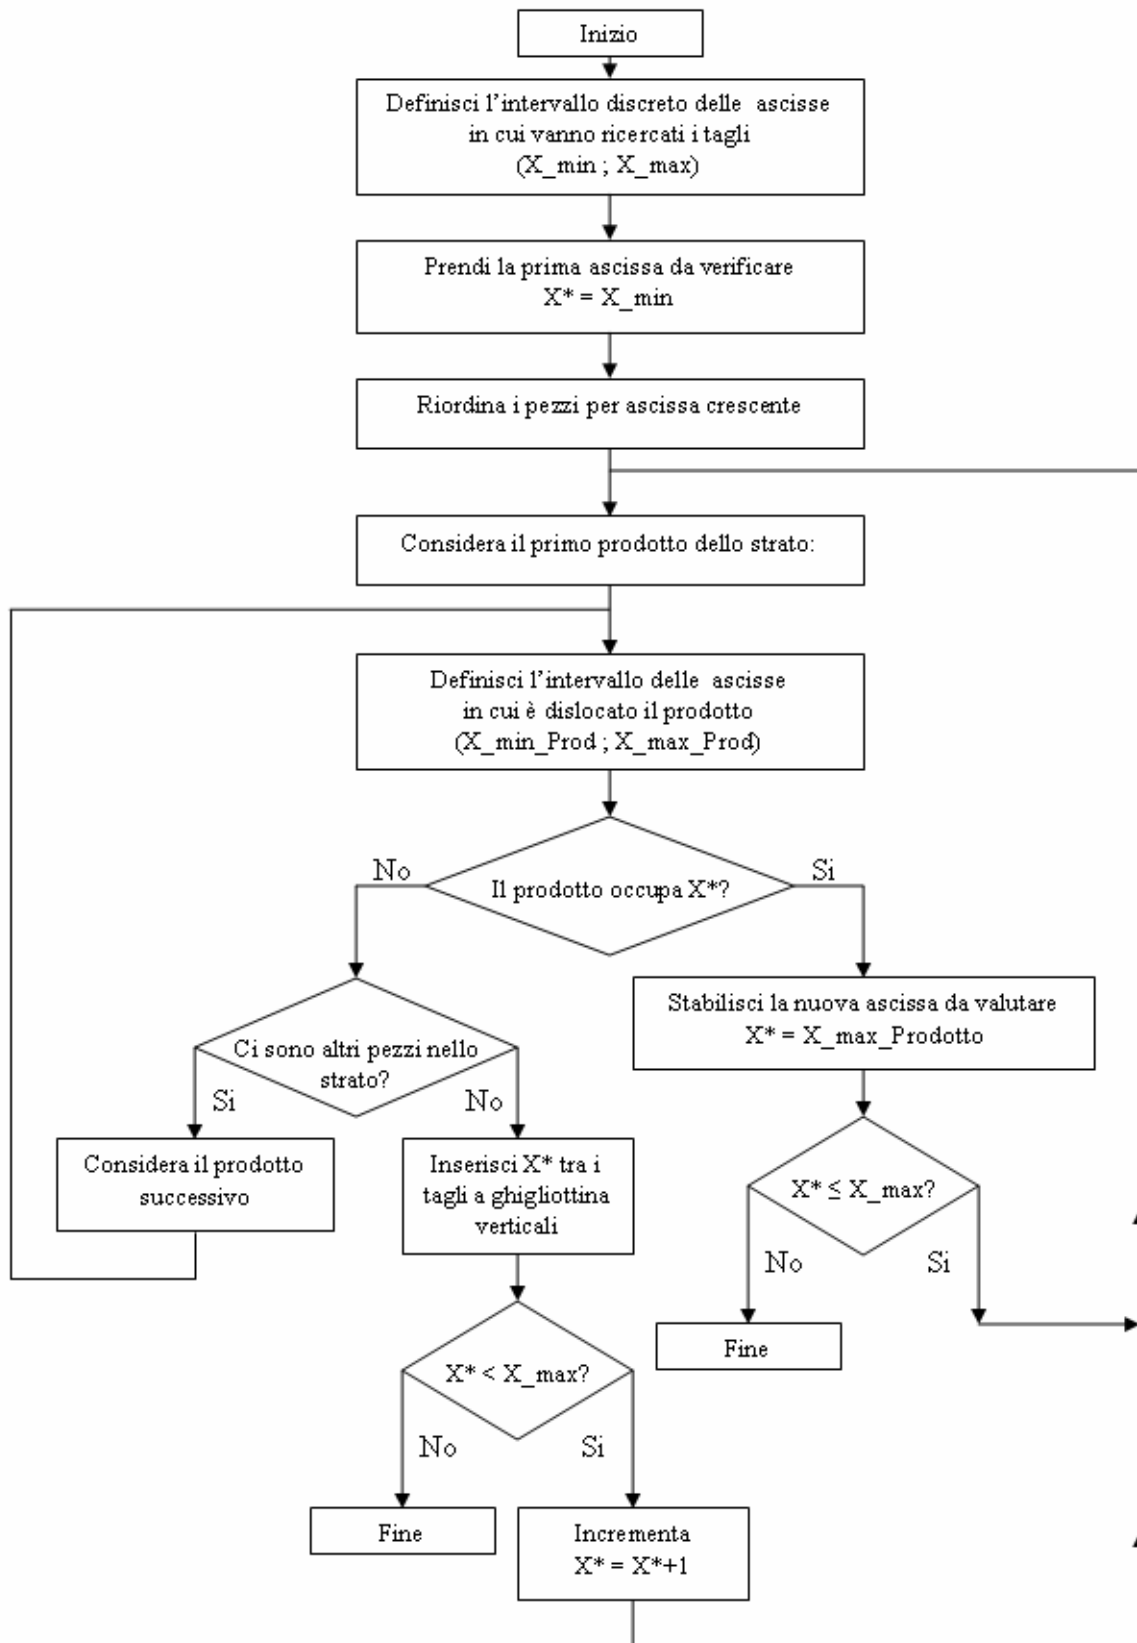 Inizio
Definisci l'intervallo discreto delle ascisse
in cui vanno ricercati i tagli
(X_min ; X_max)
Prendi la prima ascissa da verificare
X* = X_min
Riordina i pezzi per ascissa crescente
Considera il primo prodotto dello strato:
Definisci l'intervallo delle ascisse
in cui è dislocato il prodotto
(X_min_Prod ; X_max_Prod)
No
Il prodotto occupa X*?
Si
Stabilisci la nuova ascissa da valutare
X* = X_max_Prodotto
Ci sono altri pezzi nello
strato?
Si
No
Considera il prodotto
successivo
Inserisci X* tra i
tagli a ghigliottina
verticali
X* ≤ X_max?
No
Si
Fine
X* < X_max?
No
Si
Fine
Incrementa
X* = X*+1